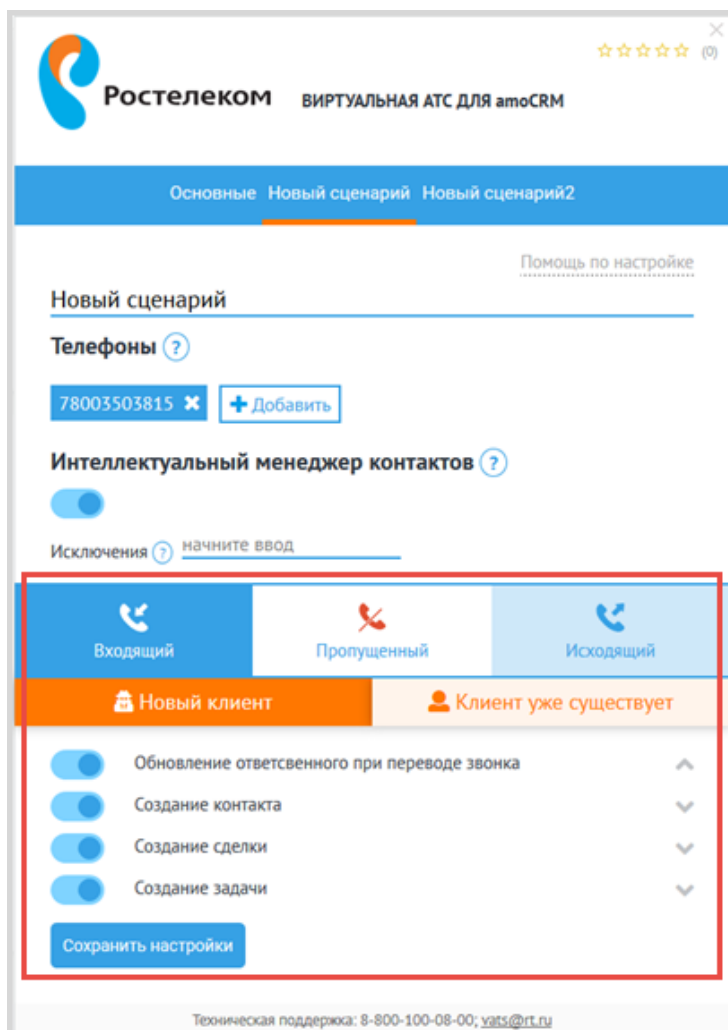 (0)
Ростелеком ВИРТУАЛЬНАЯ АТС ДЛЯ amoCRM
Основные Новый сценарий Новый сценарий2
Помощь по настройке
Новый сценарий
Телефоны ?
78003503815 Добавить
Интеллектуальный менеджер контактов ?
Исключения ? начните ввод
Входящий Пропущенный Исходящий
Новый клиент Клиент уже существует
Обновление ответсвенного при переводе звонка
Создание контакта
Создание сделки
Создание задачи
Сохранить настройки
Техническая поддержка: 8-800-100-08-00; vats@rt.ru